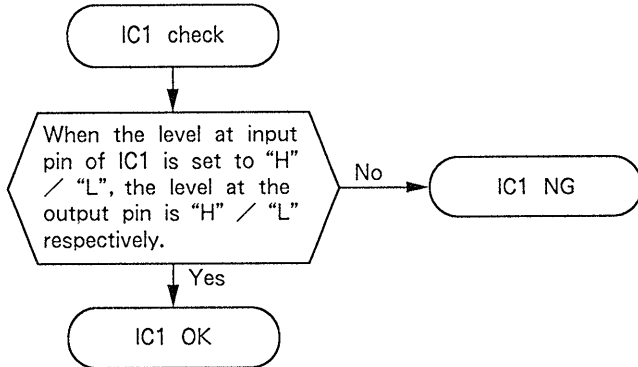 IC1 check
When the level at input
pin of IC1 is set to “H”
／ “L”, the level at the
output pin is “H” ／ “L”
respectively.
No
IC1 NG
Yes
IC1 OK